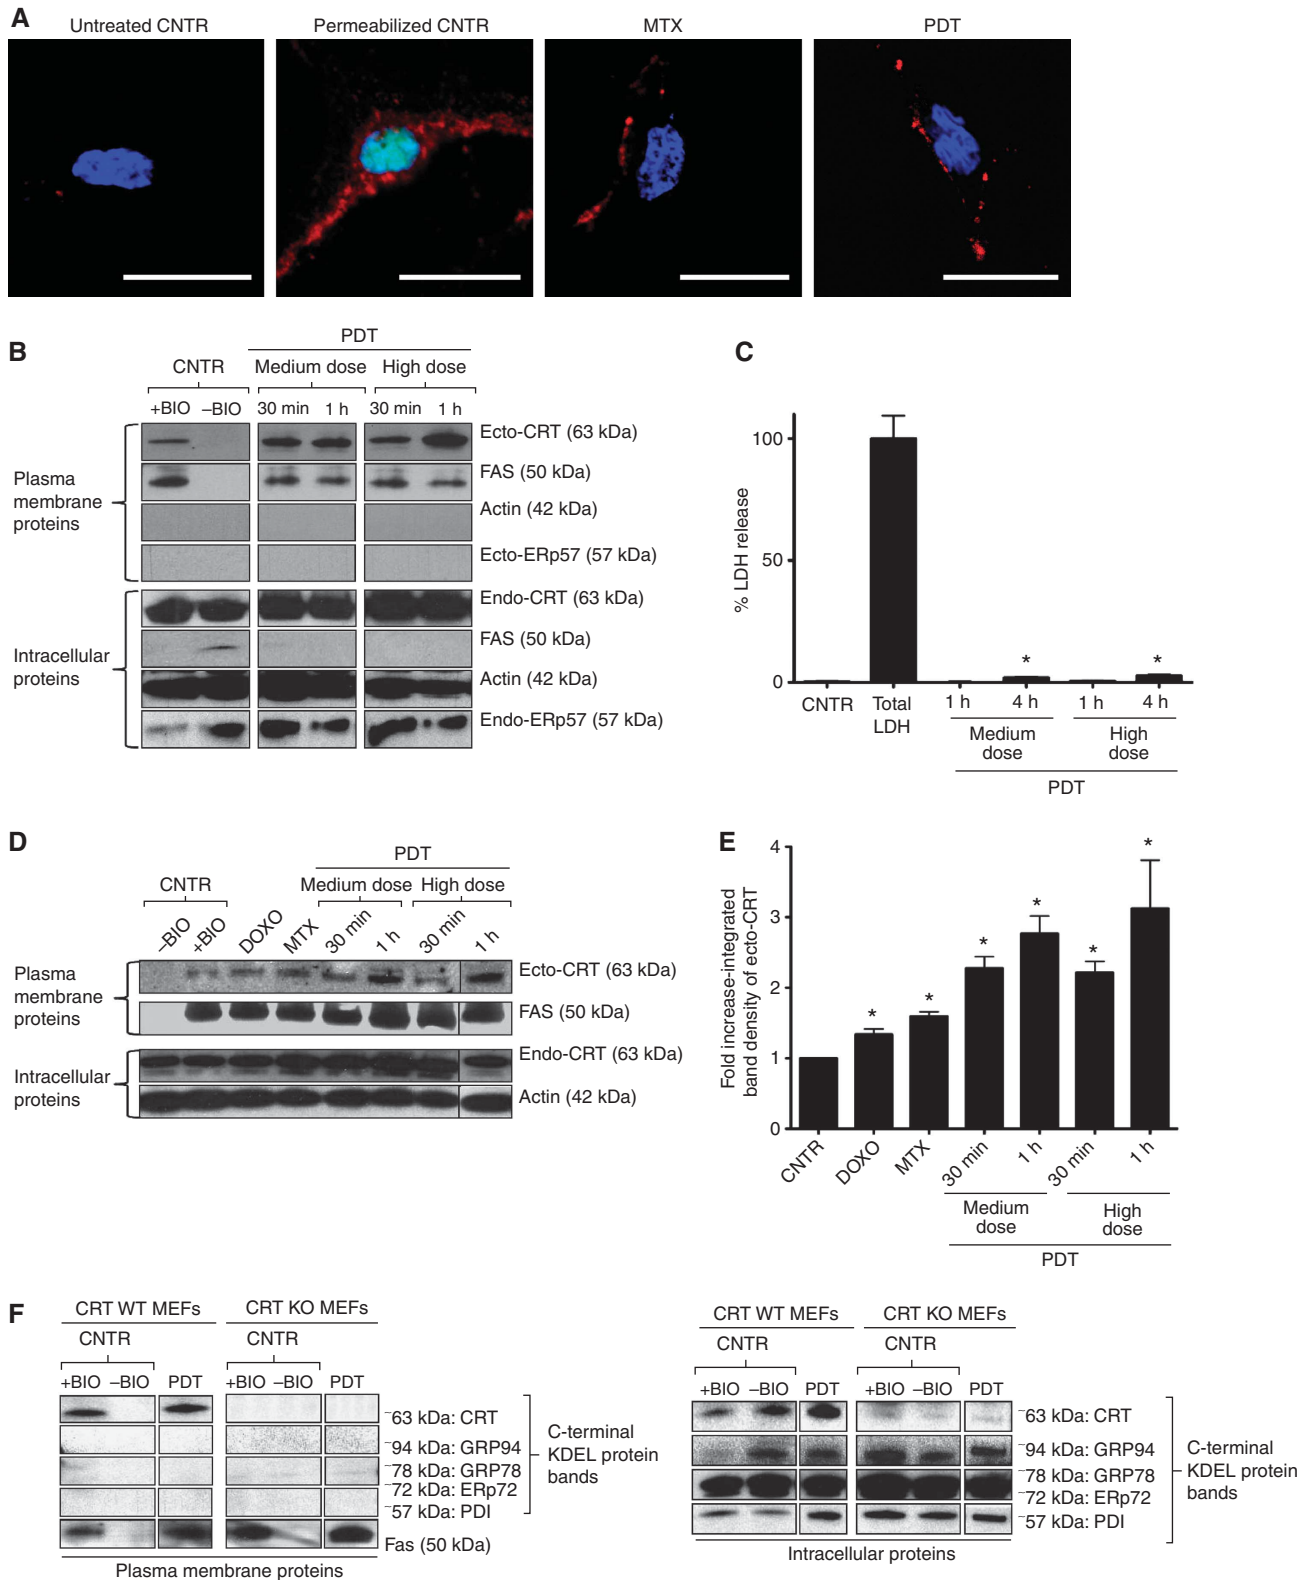 A
Untreated CNTR
Permeabilized CNTR
MTX
PDT
B
PDT
CNTR
Medium dose
High dose
+BIO
–BIO
30 min
1 h
30 min
1 h
Plasma
membrane
proteins
Ecto-CRT (63 kDa)
FAS (50 kDa)
Actin (42 kDa)
Ecto-ERp57 (57 kDa)
Intracellular
proteins
Endo-CRT (63 kDa)
FAS (50 kDa)
Actin (42 kDa)
Endo-ERp57 (57 kDa)
C
% LDH release
100
50
0
*
*
CNTR
Total
LDH
1 h
4 h
1 h
4 h
Medium
dose
High
dose
PDT
D
PDT
CNTR
Medium dose
High dose
–BIO
+BIO
DOXO
MTX
30 min
1 h
30 min
1 h
Plasma
membrane
proteins
Ecto-CRT (63 kDa)
FAS (50 kDa)
Intracellular
proteins
Endo-CRT (63 kDa)
Actin (42 kDa)
E
Fold increase-integrated
band density of ecto-CRT
4
3
2
1
0
*
*
*
*
*
*
CNTR
DOXO
MTX
30 min
1 h
30 min
1 h
Medium
dose
High
dose
PDT
F
CRT WT MEFs
CRT KO MEFs
CNTR
CNTR
+BIO
–BIO
PDT
+BIO
–BIO
PDT
~63 kDa: CRT
~94 kDa: GRP94
~78 kDa: GRP78
~72 kDa: ERp72
~57 kDa: PDI
Fas (50 kDa)
C-terminal
KDEL protein
bands
Plasma membrane proteins
CRT WT MEFs
CRT KO MEFs
CNTR
CNTR
+BIO
–BIO
PDT
+BIO
–BIO
PDT
~63 kDa: CRT
~94 kDa: GRP94
~78 kDa: GRP78
~72 kDa: ERp72
~57 kDa: PDI
C-terminal
KDEL protein
bands
Intracellular proteins